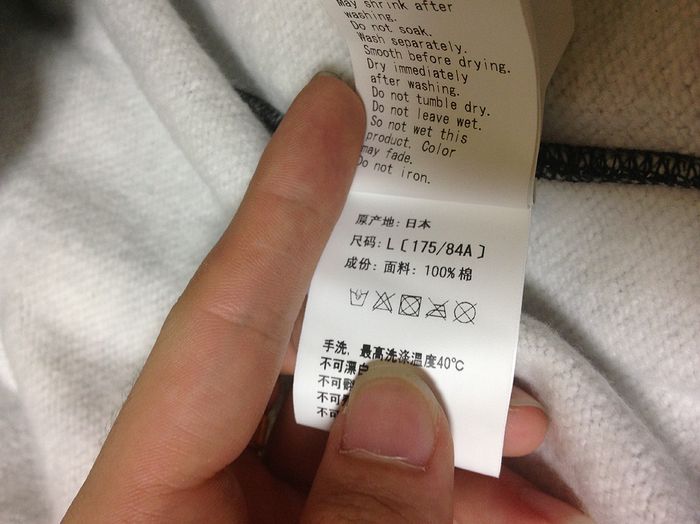 May shrink after
washing.
Do not soak.
Wash separately.
Smooth before drying.
Dry immediately
after washing.
Do not tumble dry.
Do not leave wet.
So not wet this
product. Color
may fade.
Do not iron.
原产地: 日本
尺码: L [175/84A]
成份: 面料: 100% 棉
手洗, 最高洗涤温度40℃
不可漂白
不可
不可
不可